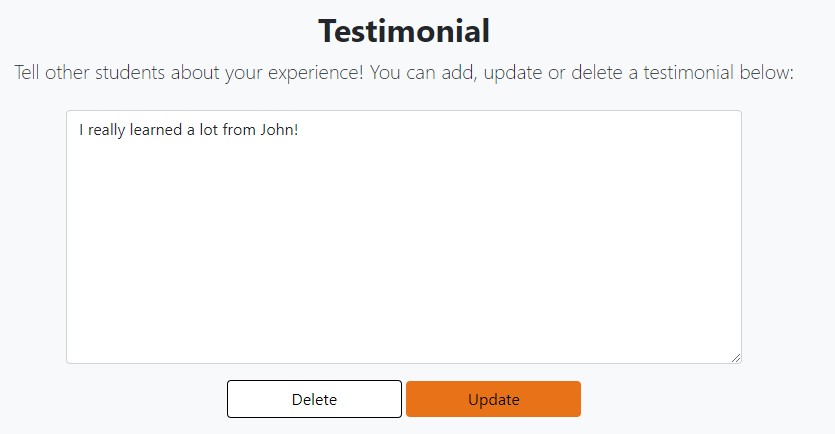 Testimonial
Tell other students about your experience! You can add, update or delete a testimonial below:
I really learned a lot from John!
Delete Update